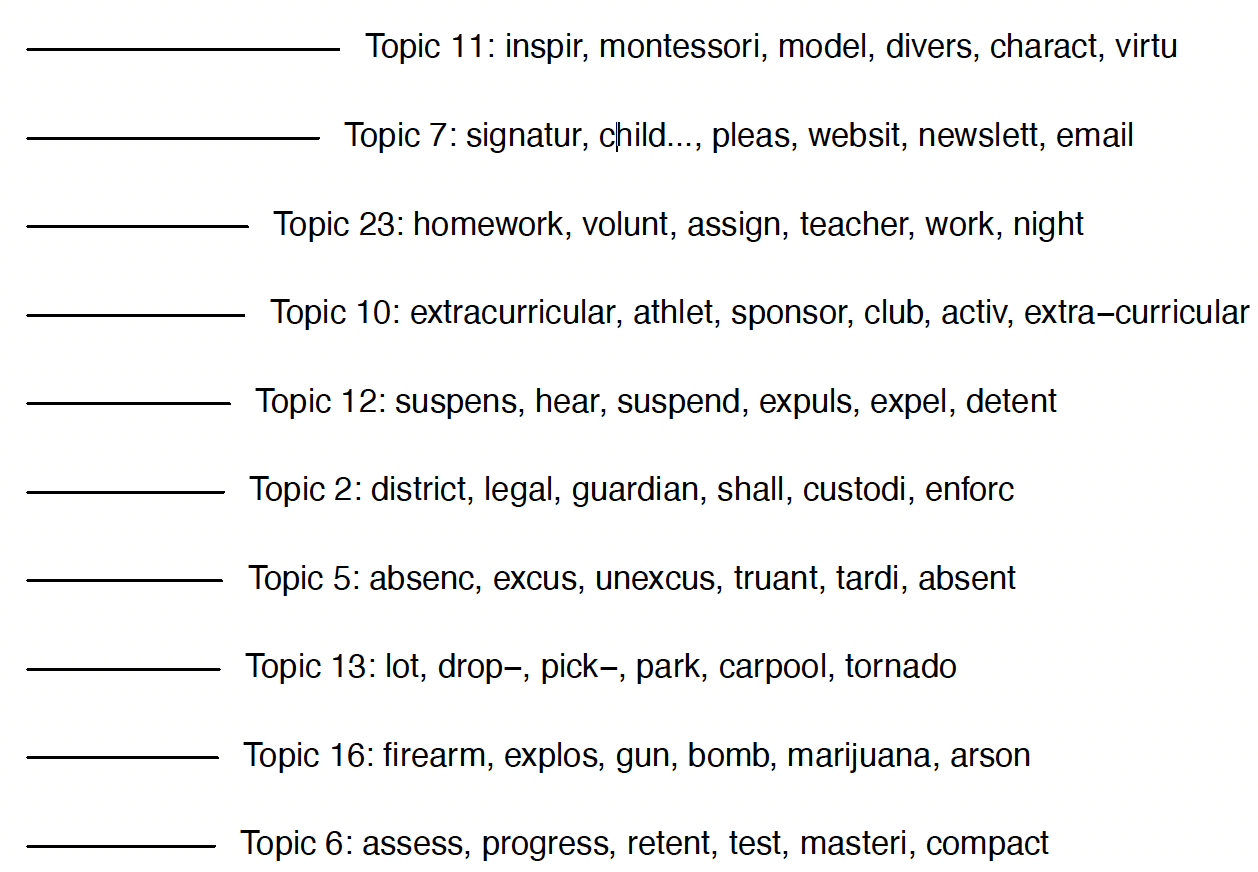 Topic 11: inspir, montessori, model, divers, charact, virtu
Topic 7: signatur, child..., pleas, websit, newslett, email
Topic 23: homework, volunt, assign, teacher, work, night
Topic 10: extracurricular, athlet, sponsor, club, activ, extra−curricular
Topic 12: suspens, hear, suspend, expuls, expel, detent
Topic 2: district, legal, guardian, shall, custodi, enforc
Topic 5: absenc, excus, unexcus, truant, tardi, absent
Topic 13: lot, drop−, pick−, park, carpool, tornado
Topic 16: firearm, explos, gun, bomb, marijuana, arson
Topic 6: assess, progress, retent, test, masteri, compact